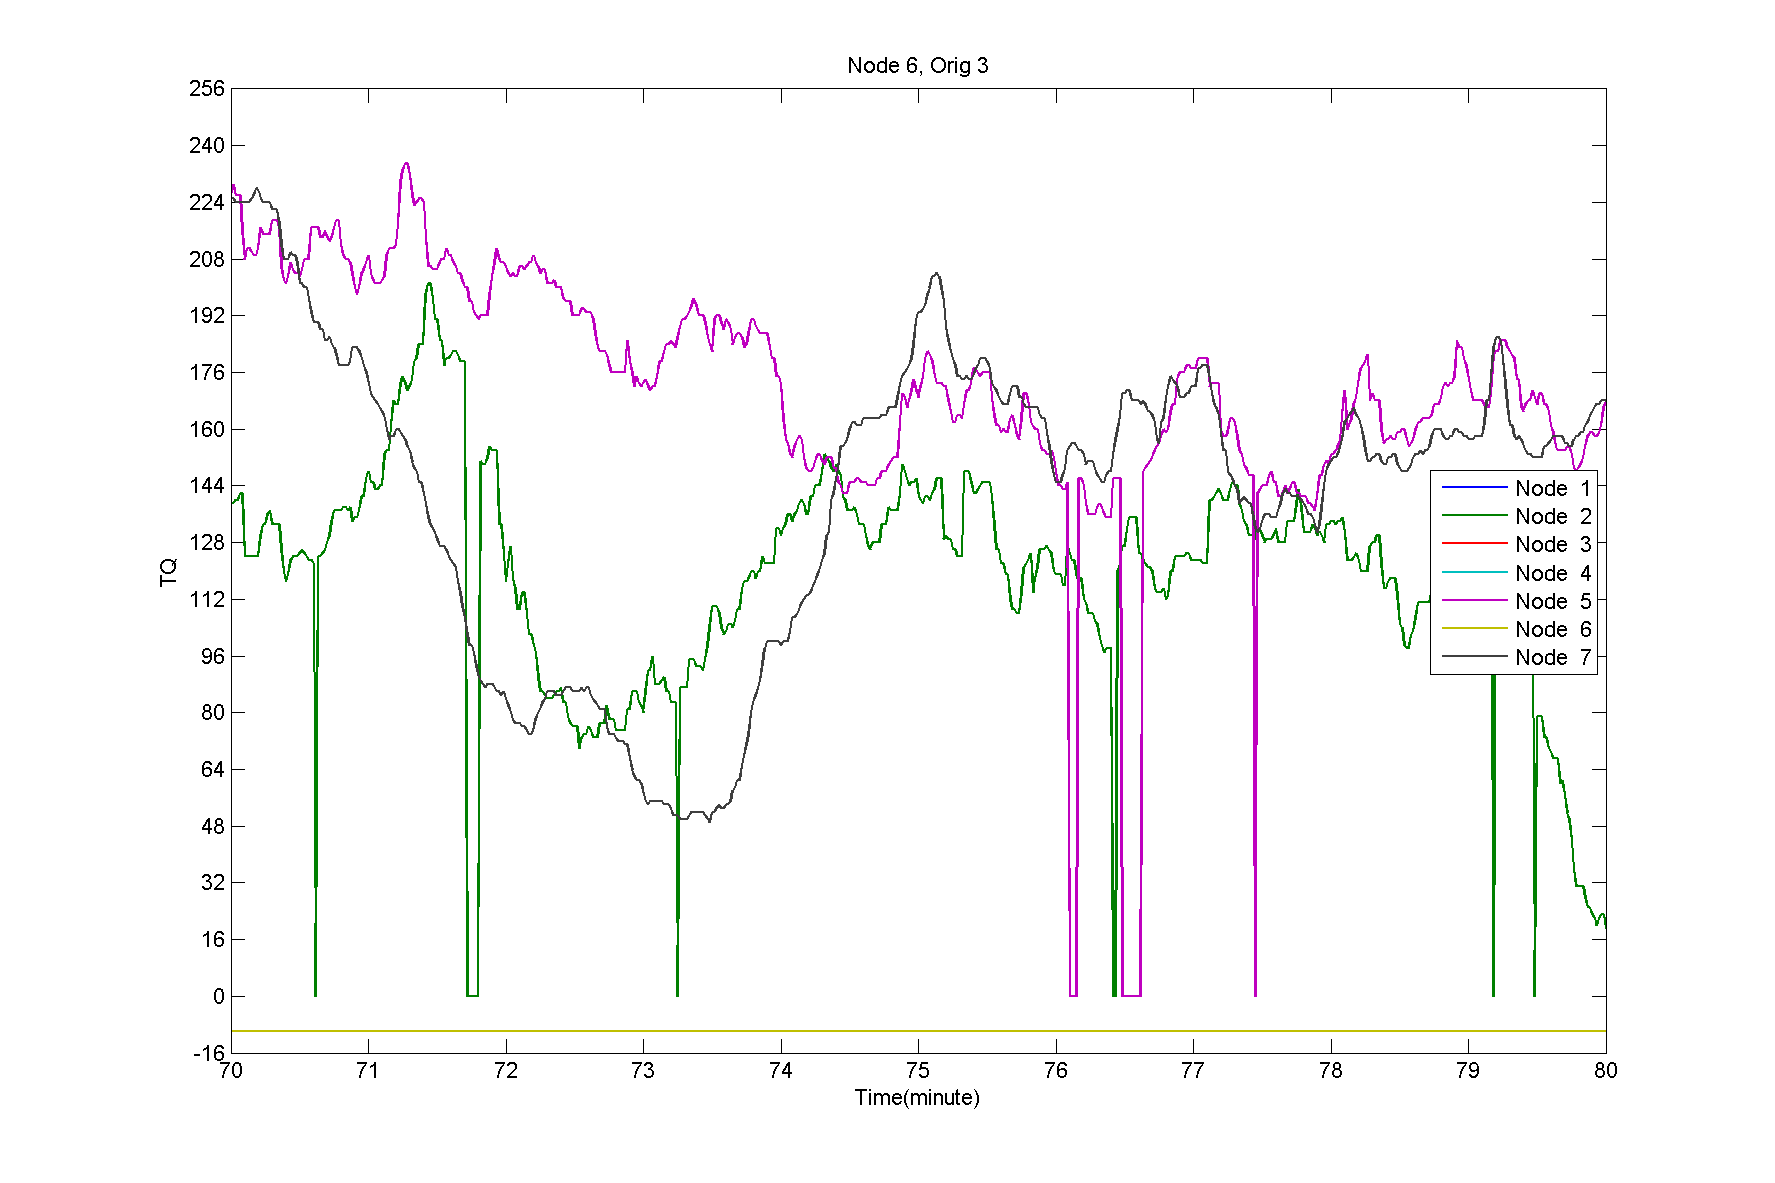 Node 6, Orig 3
256
240
224
208
192
176
160
144
128
112
96
80
64
48
32
16
0
-16
TQ
Node 1
Node 2
Node 3
Node 4
Node 5
Node 6
Node 7
70 71 72 73 74 75 76 77 78 79 80
Time(minute)